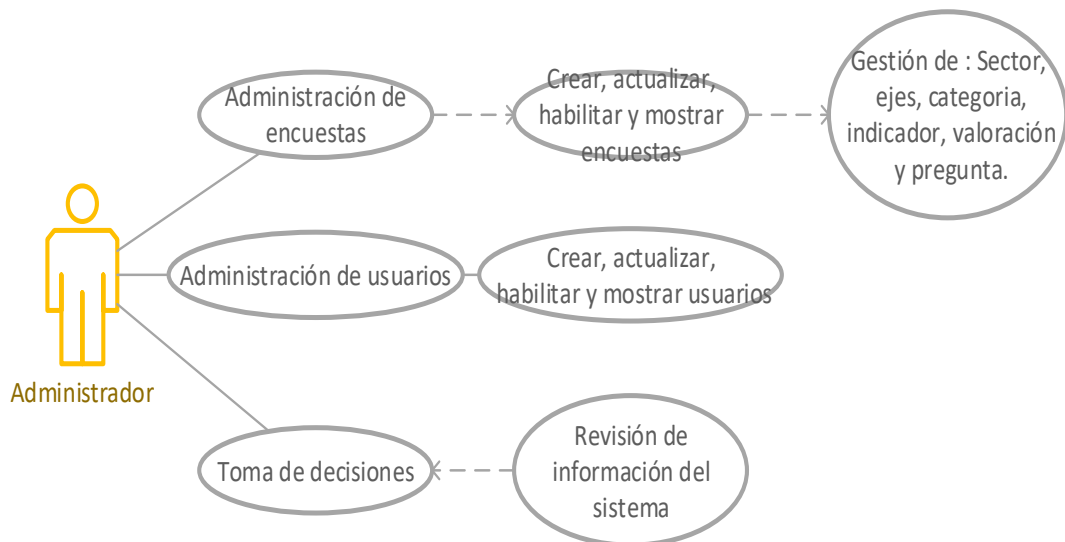 Administración de
encuestas
Crear, actualizar,
habilitar y mostrar
encuestas
Gestión de : Sector,
ejes, categoria,
indicador, valoración
y pregunta.
Administración de usuarios
Crear, actualizar,
habilitar y mostrar usuarios
Administrador
Toma de decisiones
Revisión de
información del
sistema